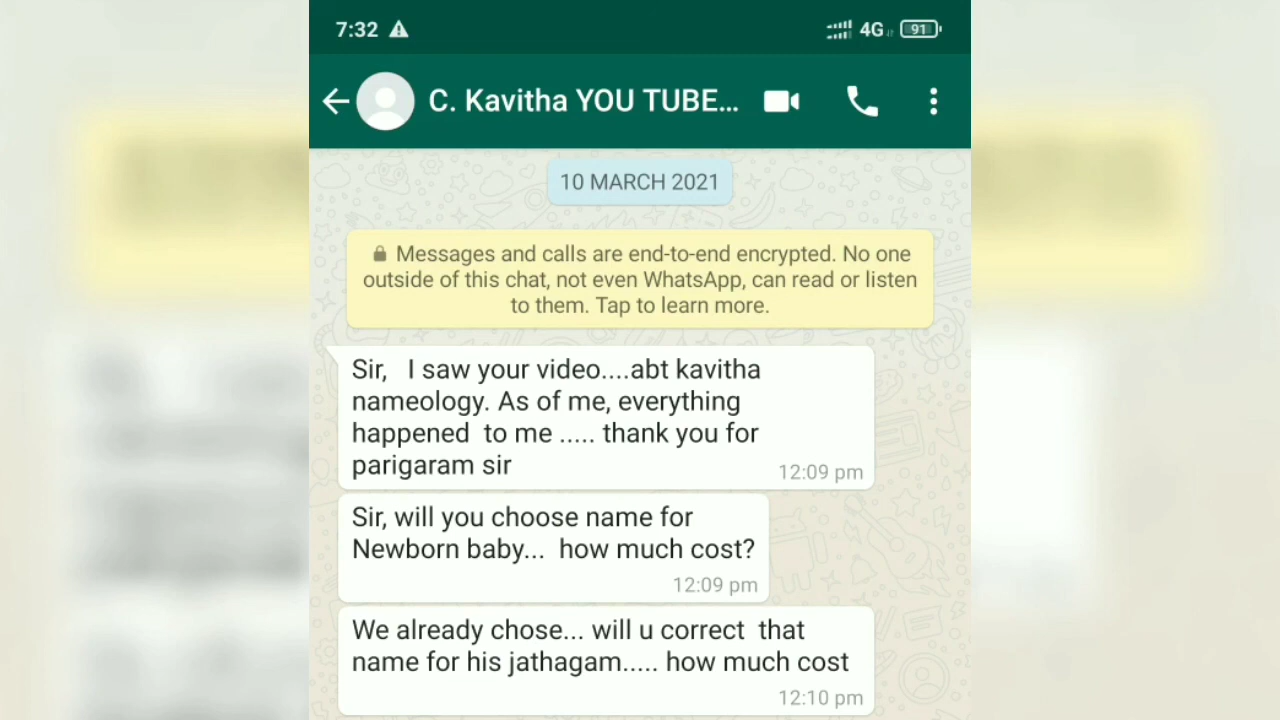 7:32 4G 91
C. Kavitha YOU TUBE...
10 MARCH 2021
Messages and calls are end-to-end encrypted. No one
outside of this chat, not even WhatsApp, can read or listen
to them. Tap to learn more.
Sir, I saw your video....abt kavitha
nameology. As of me, everything
happened to me ..... thank you for
parigaram sir
12:09 pm
Sir, will you choose name for
Newborn baby... how much cost?
12:09 pm
We already chose... will u correct that
name for his jathagam..... how much cost
12:10 pm